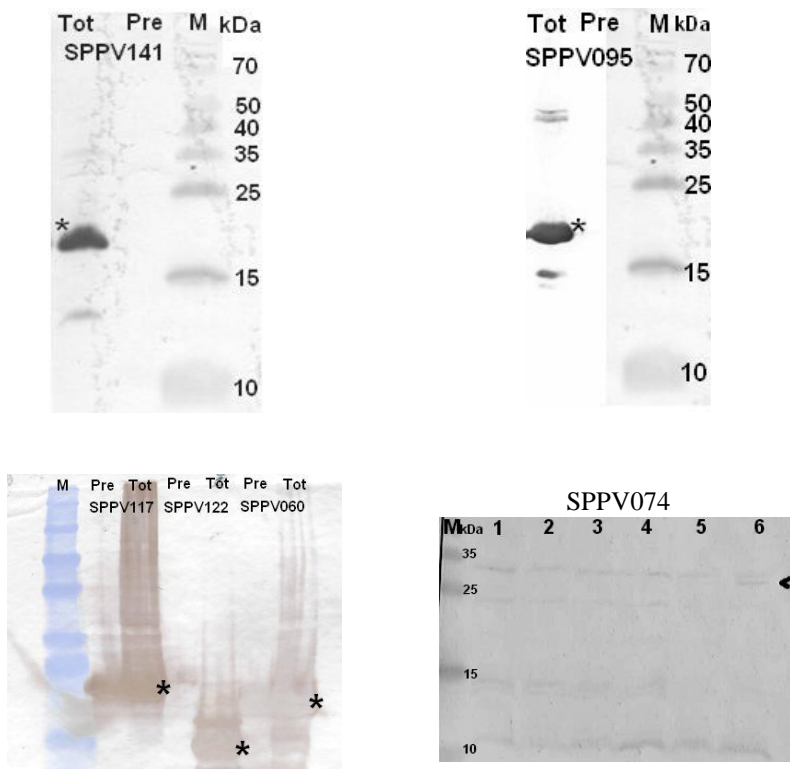 Tot Pre M kDa
SPPV141
70
50
40
35
25
*
15
10
Tot Pre M kDa
SPPV095
70
50
40
35
25
*
15
10
M Pre Tot Pre Tot Pre Tot
SPPV117 SPPV122 SPPV060
*
*
*
SPPV074
M kDa 1 2 3 4 5 6
35
25
15
10